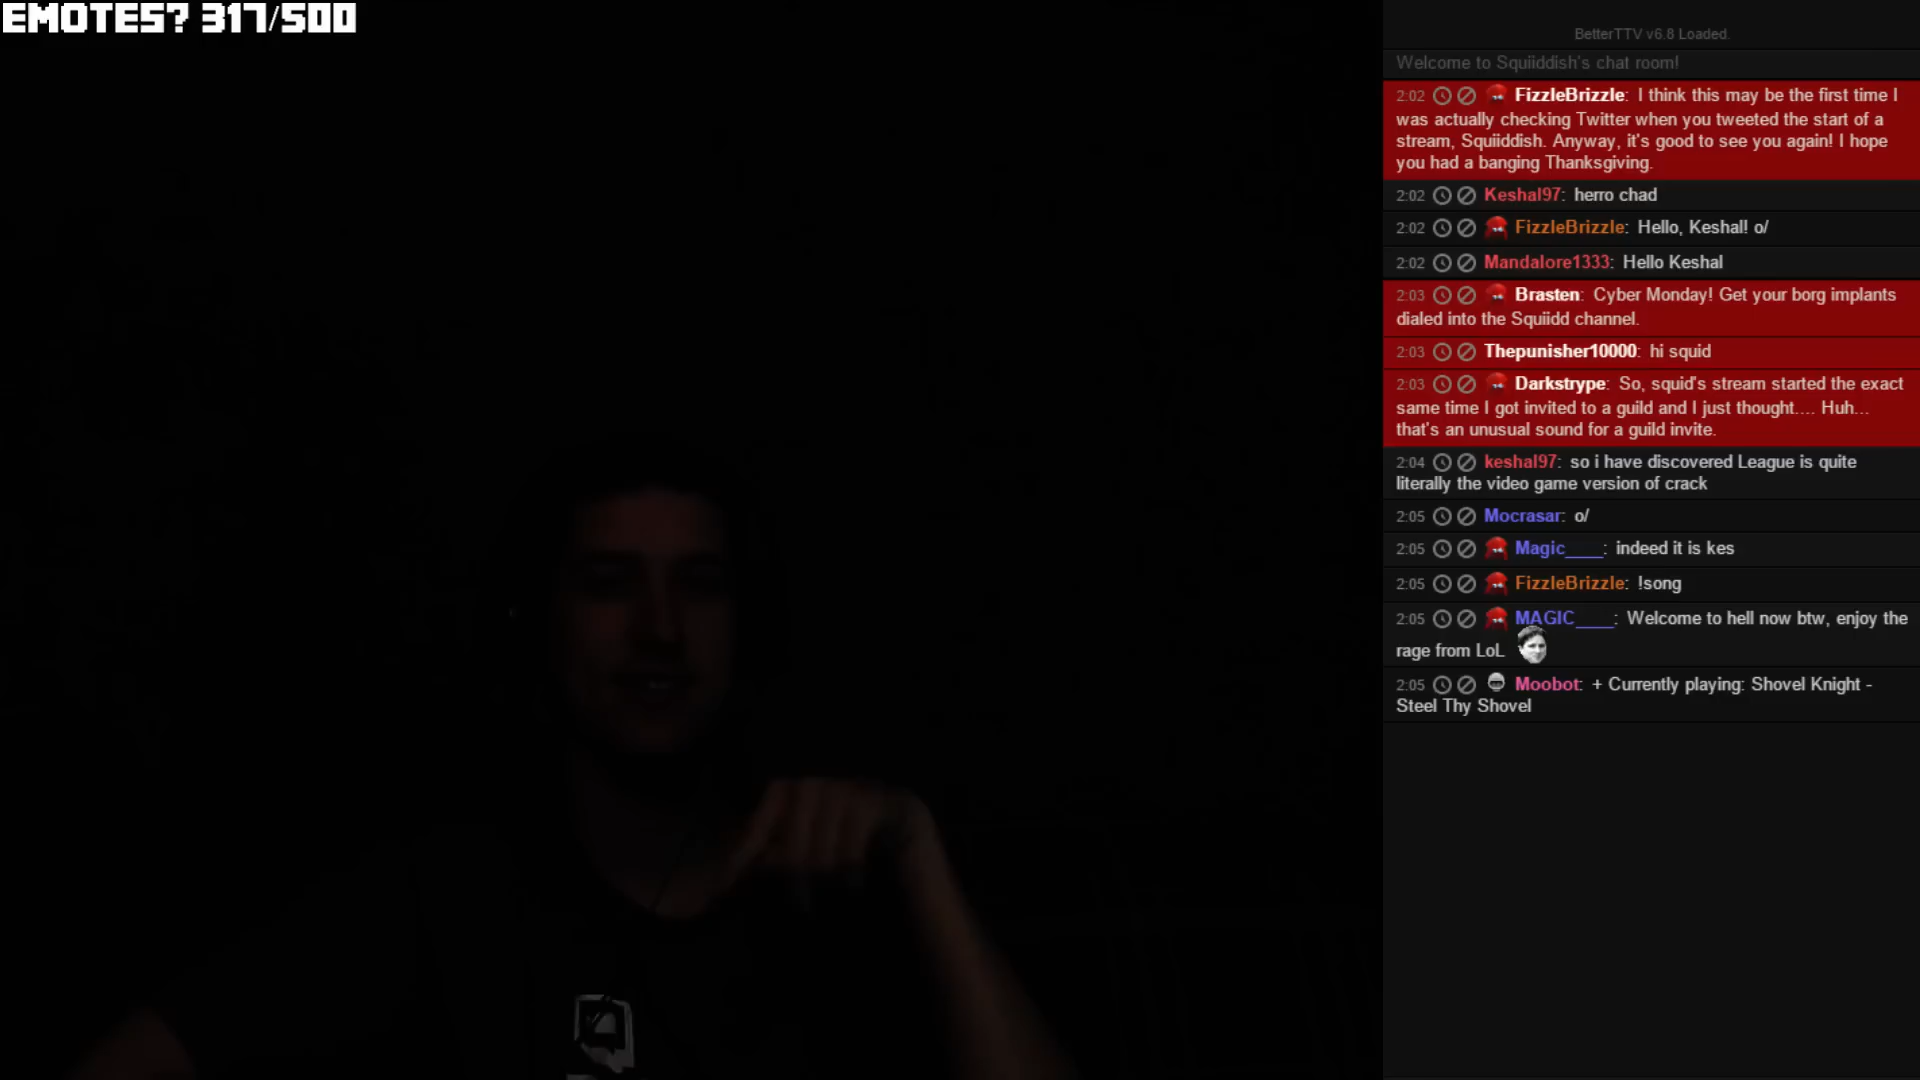 EMOTES? 317/500
BetterTTV v6.8 Loaded.
Welcome to Squiiddish's chat room!
2:02 FizzleBrizzle: I think this may be the first time I
was actually checking Twitter when you tweeted the start of a
stream, Squiiddish. Anyway, it's good to see you again! I hope
you had a banging Thanksgiving.
2:02 Keshal97: herro chad
2:02 FizzleBrizzle: Hello, Keshal! o/
2:02 Mandalore1333: Hello Keshal
2:03 Brasten: Cyber Monday! Get your borg implants
dialed into the Squiidd channel.
2:03 Thepunisher10000: hi squid
2:03 Darkstrype: So, squid's stream started the exact
same time I got invited to a guild and I just thought.... Huh...
that's an unusual sound for a guild invite.
2:04 keshal97: so i have discovered League is quite
literally the video game version of crack
2:05 Mocrasar: o/
2:05 Magic____: indeed it is kes
2:05 FizzleBrizzle: !song
2:05 MAGIC____: Welcome to hell now btw, enjoy the
rage from LoL
2:05 Moobot: + Currently playing: Shovel Knight -
Steel Thy Shovel